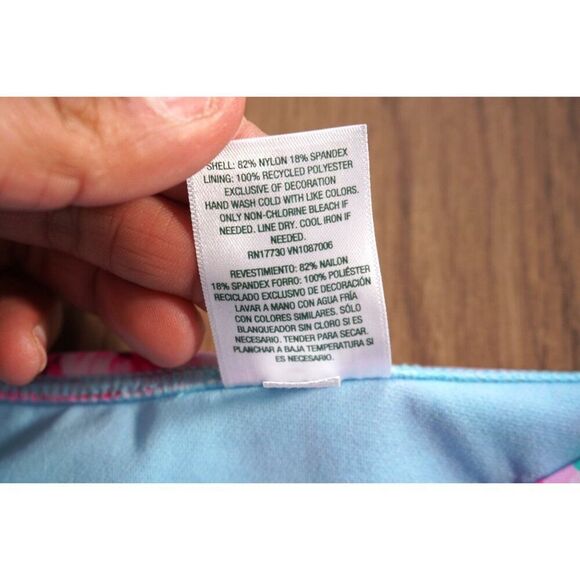 SHELL: 82% NYLON 18% SPANDEX
LINING: 100% RECYCLED POLYESTER
EXCLUSIVE OF DECORATION
HAND WASH COLD WITH LIKE COLORS.
ONLY NON-CHLORINE BLEACH IF
NEEDED. LINE DRY. COOL IRON IF
NEEDED.
RN17730 VN1087006
REVESTIMIENTO: 82% NAILON
18% SPANDEX FORRO: 100% POLIÉSTER
RECICLADO EXCLUSIVO DE DECORACIÓN
LAVAR A MANO CON AGUA FRÍA
CON COLORES SIMILARES. SÓLO
BLANQUEADOR SIN CLORO SI ES
NECESARIO. TENDER PARA SECAR.
PLANCHAR A BAJA TEMPERATURA SI
ES NECESARIO.